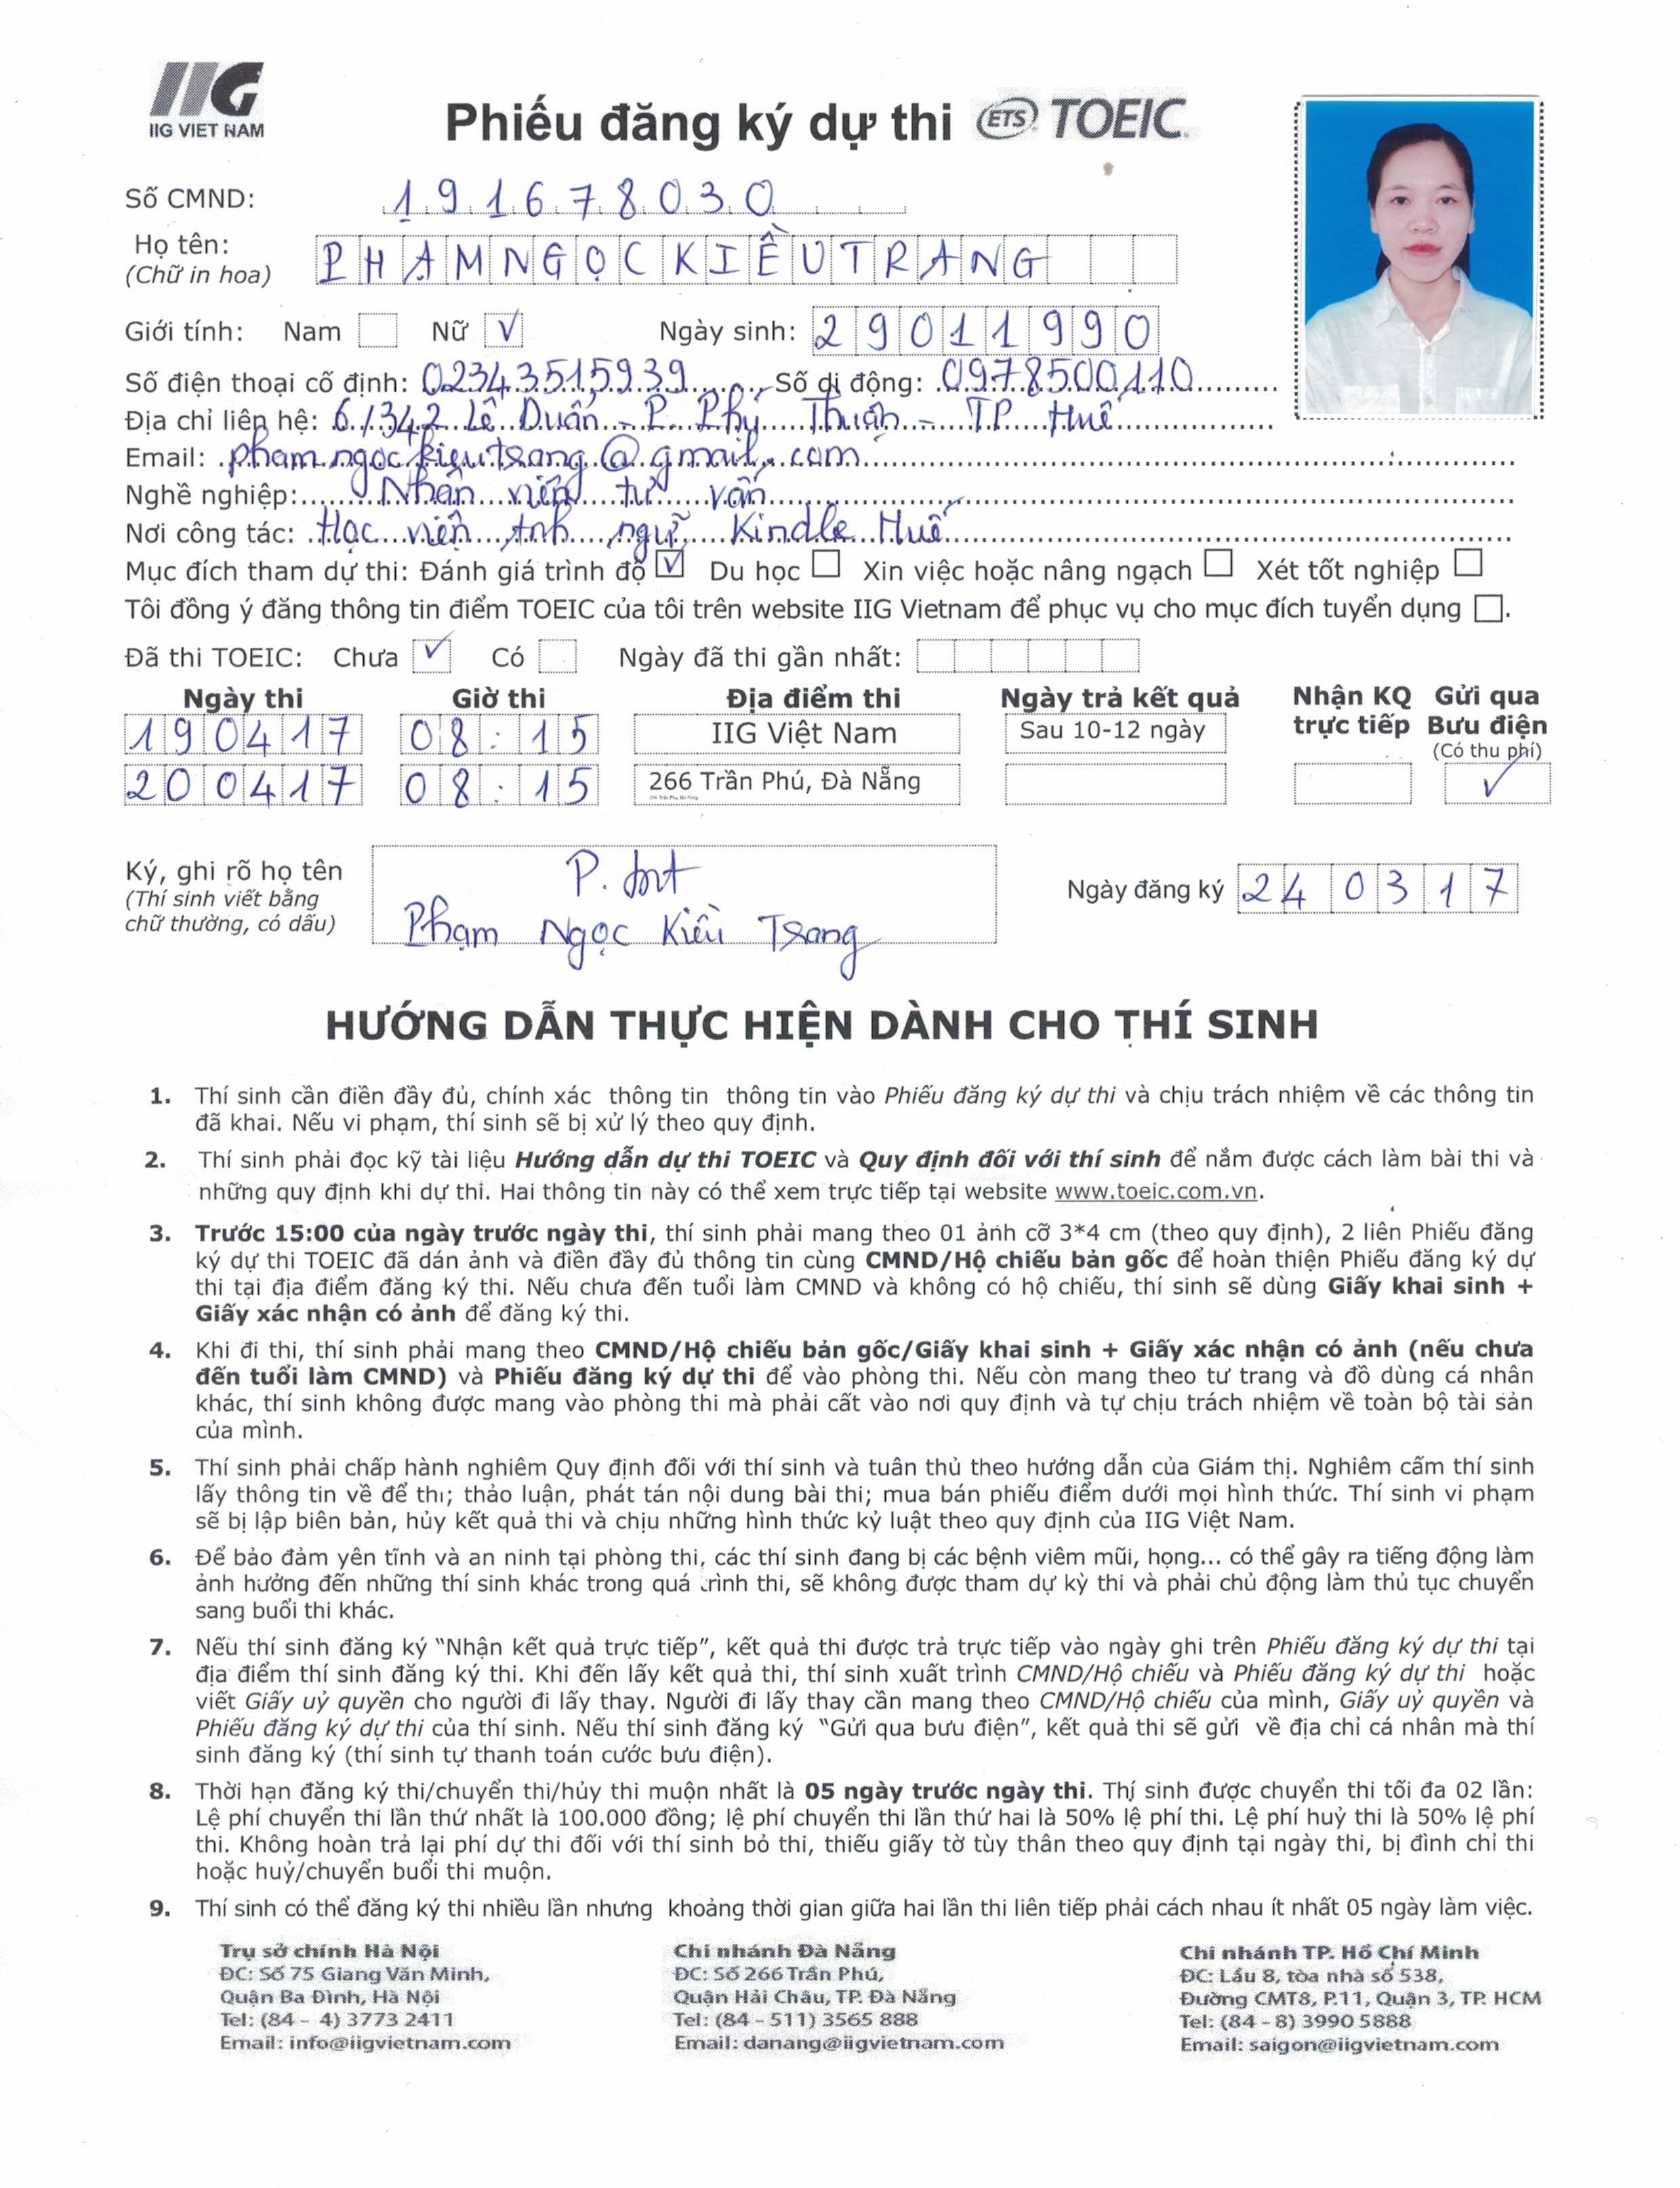 IIG
IIG VIET NAM
Phiếu đăng ký dự thi ETS TOEIC
Số CMND: 191678030
Họ tên: PHẠM NGỌC KIỀU TRANG
(Chữ in hoa)
Giới tính: Nam Nữ V Ngày sinh: 29011990
Số điện thoại cố định: 02343515939 Số di động: 0978500110
Địa chỉ liên hệ: 6/342 Lê Duẩn - P. Phú Thuận - TP Huế
Email: phamngockieutrang@gmail.com
Nghề nghiệp: Nhân viên tư vấn
Nơi công tác: Học viện Anh ngữ Kindle Huế
Mục đích tham dự thi: Đánh giá trình độ V Du học Xin việc hoặc nâng ngạch Xét tốt nghiệp
Tôi đồng ý đăng thông tin điểm TOEIC của tôi trên website IIG Vietnam để phục vụ cho mục đích tuyển dụng .
Đã thi TOEIC: Chưa V Có Ngày đã thi gần nhất:
Ngày thi Giờ thi Địa điểm thi Ngày trả kết quả Nhận KQ trực tiếp Gửi qua Bưu điện
(Có thu phí)
190417 08:15 IIG Việt Nam Sau 10-12 ngày
200417 08:15 266 Trần Phú, Đà Nẵng V
Ký, ghi rõ họ tên
(Thí sinh viết bằng
chữ thường, có dấu)
Phạm Ngọc Kiều Trang
Ngày đăng ký 240317
HƯỚNG DẪN THỰC HIỆN DÀNH CHO THÍ SINH
1. Thí sinh cần điền đầy đủ, chính xác thông tin thông tin vào Phiếu đăng ký dự thi và chịu trách nhiệm về các thông tin
đã khai. Nếu vi phạm, thí sinh sẽ bị xử lý theo quy định.
2. Thí sinh phải đọc kỹ tài liệu Hướng dẫn dự thi TOEIC và Quy định đối với thí sinh để nắm được cách làm bài thi và
những quy định khi dự thi. Hai thông tin này có thể xem trực tiếp tại website www.toeic.com.vn.
3. Trước 15:00 của ngày trước ngày thi, thí sinh phải mang theo 01 ảnh cỡ 3*4 cm (theo quy định), 2 liên Phiếu đăng
ký dự thi TOEIC đã dán ảnh và điền đầy đủ thông tin cùng CMND/Hộ chiếu bản gốc để hoàn thiện Phiếu đăng ký dự
thi tại địa điểm đăng ký thi. Nếu chưa đến tuổi làm CMND và không có hộ chiếu, thí sinh sẽ dùng Giấy khai sinh +
Giấy xác nhận có ảnh để đăng ký thi.
4. Khi đi thi, thí sinh phải mang theo CMND/Hộ chiếu bản gốc/Giấy khai sinh + Giấy xác nhận có ảnh (nếu chưa
đến tuổi làm CMND) và Phiếu đăng ký dự thi để vào phòng thi. Nếu còn mang theo tư trang và đồ dùng cá nhân
khác, thí sinh không được mang vào phòng thi mà phải cất vào nơi quy định và tự chịu trách nhiệm về toàn bộ tài sản
của mình.
5. Thí sinh phải chấp hành nghiêm Quy định đối với thí sinh và tuân thủ theo hướng dẫn của Giám thị. Nghiêm cấm thí sinh
lấy thông tin về đề thi; thảo luận, phát tán nội dung bài thi; mua bán phiếu điểm dưới mọi hình thức. Thí sinh vi phạm
sẽ bị lập biên bản, hủy kết quả thi và chịu những hình thức kỷ luật theo quy định của IIG Việt Nam.
6. Để bảo đảm yên tĩnh và an ninh tại phòng thi, các thí sinh đang bị các bệnh viêm mũi, họng... có thể gây ra tiếng động làm
ảnh hưởng đến những thí sinh khác trong quá trình thi, sẽ không được tham dự kỳ thi và phải chủ động làm thủ tục chuyển
sang buổi thi khác.
7. Nếu thí sinh đăng ký “Nhận kết quả trực tiếp”, kết quả thi được trả trực tiếp vào ngày ghi trên Phiếu đăng ký dự thi tại
địa điểm thí sinh đăng ký thi. Khi đến lấy kết quả thi, thí sinh xuất trình CMND/Hộ chiếu và Phiếu đăng ký dự thi hoặc
viết Giấy uỷ quyền cho người đi lấy thay. Người đi lấy thay cần mang theo CMND/Hộ chiếu của mình, Giấy uỷ quyền và
Phiếu đăng ký dự thi của thí sinh. Nếu thí sinh đăng ký “Gửi qua bưu điện”, kết quả thi sẽ gửi về địa chỉ cá nhân mà thí
sinh đăng ký (thí sinh tự thanh toán cước bưu điện).
8. Thời hạn đăng ký thi/chuyển thi/hủy thi muộn nhất là 05 ngày trước ngày thi. Thí sinh được chuyển thi tối đa 02 lần:
Lệ phí chuyển thi lần thứ nhất là 100.000 đồng; lệ phí chuyển thi lần thứ hai là 50% lệ phí thi. Lệ phí huỷ thi là 50% lệ phí
thi. Không hoàn trả lại phí dự thi đối với thí sinh bỏ thi, thiếu giấy tờ tùy thân theo quy định tại ngày thi, bị đình chỉ thi
hoặc huỷ/chuyển buổi thi muộn.
9. Thí sinh có thể đăng ký thi nhiều lần nhưng khoảng thời gian giữa hai lần thi liên tiếp phải cách nhau ít nhất 05 ngày làm việc.
Trụ sở chính Hà Nội
ĐC: Số 75 Giang Văn Minh,
Quận Ba Đình, Hà Nội
Tel: (84 - 4) 3773 2411
Email: info@iigvietnam.com
Chi nhánh Đà Nẵng
ĐC: Số 266 Trần Phú,
Quận Hải Châu, TP. Đà Nẵng
Tel: (84 - 511) 3565 888
Email: danang@iigvietnam.com
Chi nhánh TP. Hồ Chí Minh
ĐC: Lầu 8, tòa nhà số 538,
Đường CMT8, P.11, Quận 3, TP. HCM
Tel: (84 - 8) 3990 5888
Email: saigon@iigvietnam.com